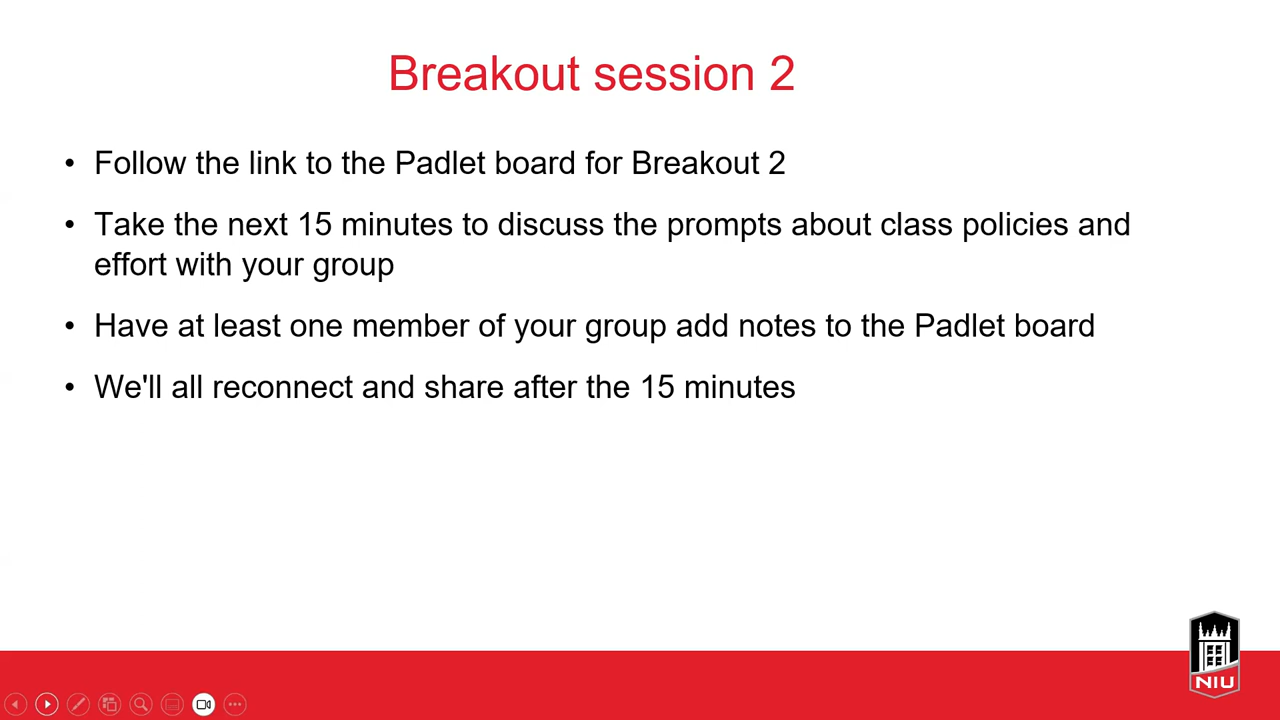 Breakout session 2
• Follow the link to the Padlet board for Breakout 2
• Take the next 15 minutes to discuss the prompts about class policies and
effort with your group
• Have at least one member of your group add notes to the Padlet board
• We'll all reconnect and share after the 15 minutes
NIU